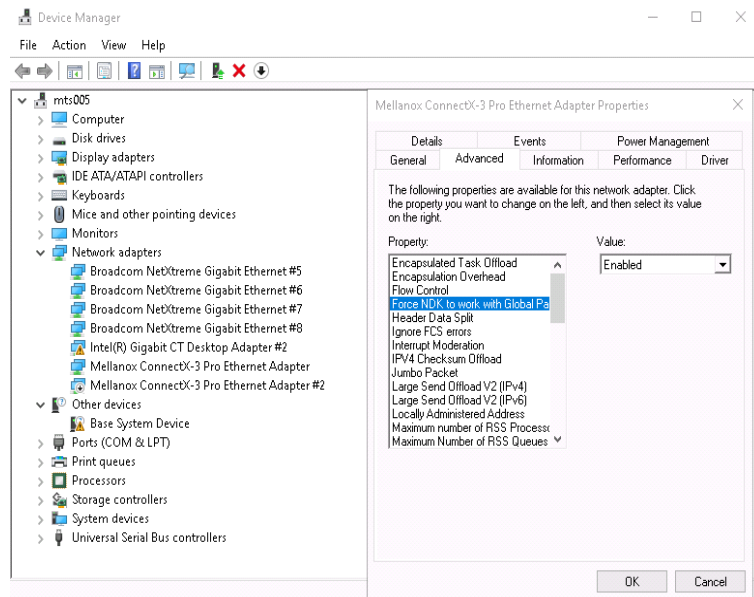 Device Manager
File Action View Help
mts005
Computer
Disk drives
Display adapters
IDE ATA/ATAPI controllers
Keyboards
Mice and other pointing devices
Monitors
Network adapters
Broadcom NetXtreme Gigabit Ethernet #5
Broadcom NetXtreme Gigabit Ethernet #6
Broadcom NetXtreme Gigabit Ethernet #7
Broadcom NetXtreme Gigabit Ethernet #8
Intel(R) Gigabit CT Desktop Adapter #2
Mellanox ConnectX-3 Pro Ethernet Adapter
Mellanox ConnectX-3 Pro Ethernet Adapter #2
Other devices
Base System Device
Ports (COM & LPT)
Print queues
Processors
Storage controllers
System devices
Universal Serial Bus controllers
Mellanox ConnectX-3 Pro Ethernet Adapter Properties
Details Events Power Management
General Advanced Information Performance Driver
The following properties are available for this network adapter. Click
the property you want to change on the left, and then select its value
on the right.
Property: Value:
Encapsulated Task Offload
Enabled
Encapsulation Overhead
Flow Control
Force NDK to work with Global Pa
Header Data Split
Ignore FCS errors
Interrupt Moderation
IPV4 Checksum Offload
Jumbo Packet
Large Send Offload V2 (IPv4)
Large Send Offload V2 (IPv6)
Locally Administered Address
Maximum number of RSS Processo
Maximum Number of RSS Queues
OK Cancel